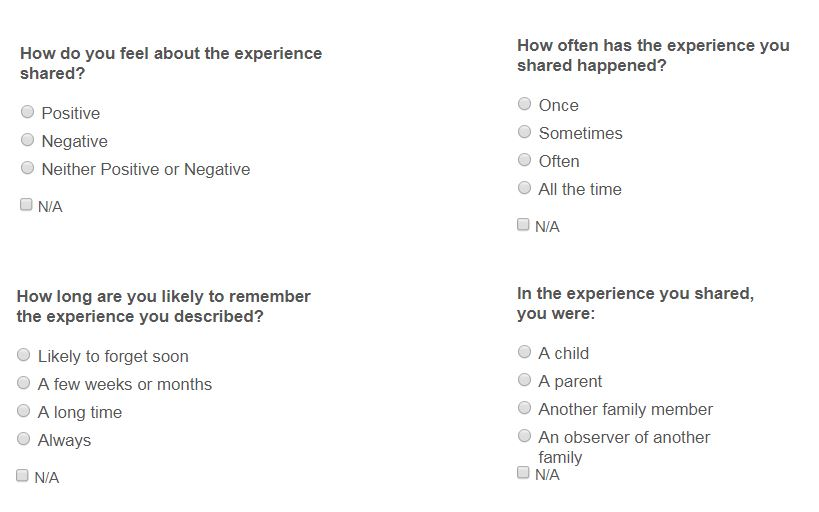 How do you feel about the experience
shared?
Positive
Negative
Neither Positive or Negative
N/A
How often has the experience you
shared happened?
Once
Sometimes
Often
All the time
N/A
How long are you likely to remember
the experience you described?
Likely to forget soon
A few weeks or months
A long time
Always
N/A
In the experience you shared,
you were:
A child
A parent
Another family member
An observer of another
family
N/A